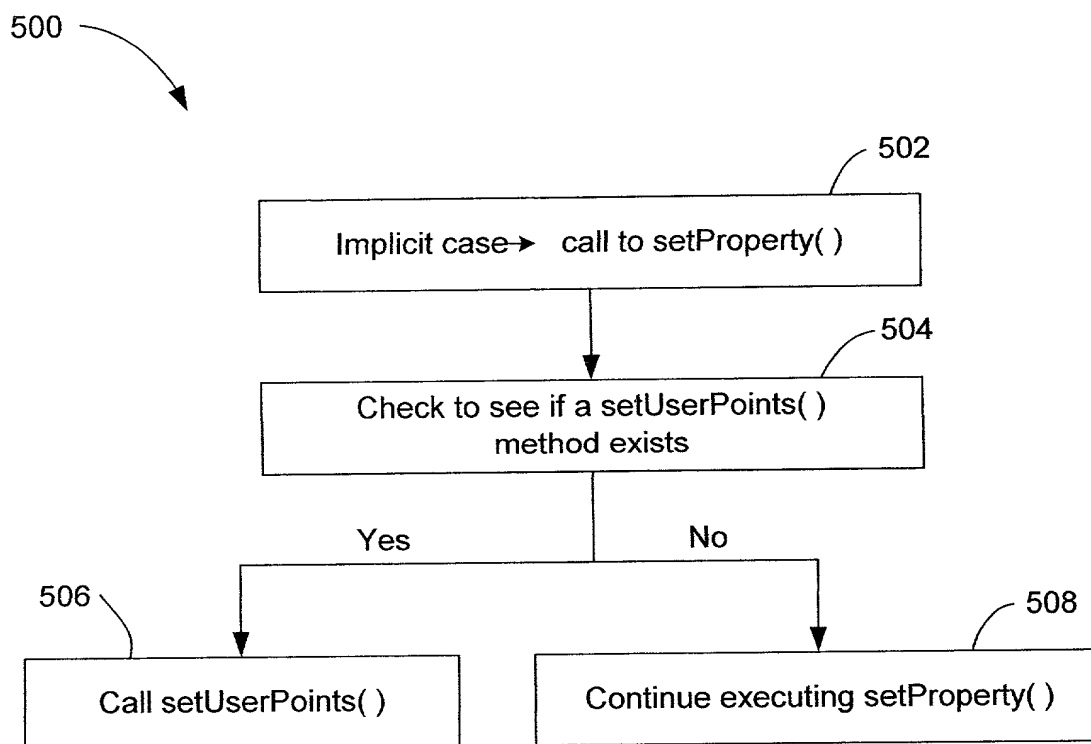 500
502
Implicit case→ call to setProperty( )
504
Check to see if a setUserPoints( )
method exists
Yes
No
506
508
Call setUserPoints( )
Continue executing setProperty( )